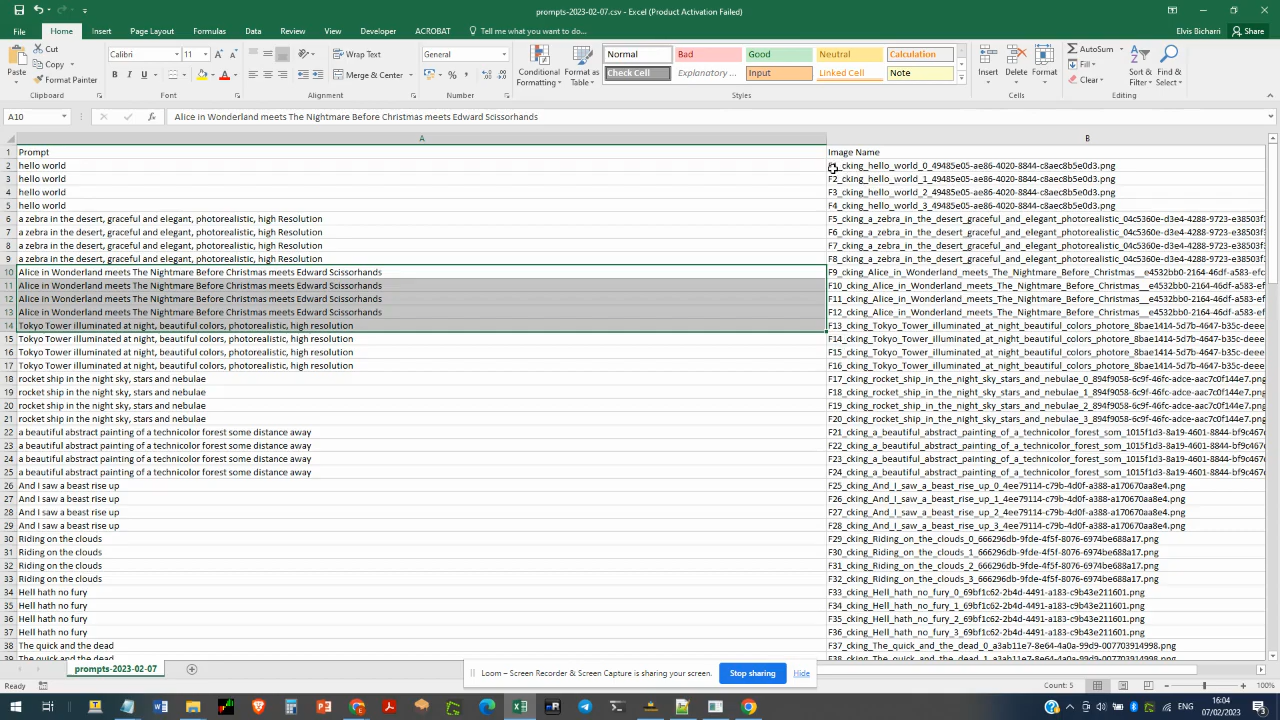 prompts-2023-02-07.csv - Excel (Product Activation Failed)
File Home Insert Page Layout Formulas Data Review View Developer ACROBAT Tell me what you want to do... Elvis Bicharri Share
Cut
Copy
Format Painter
Paste
Calibri 11
B I U
Wrap Text
Merge & Center
General
Conditional Formatting
Format as Table
Normal Bad Good Neutral Calculation
Check Cell Explanatory ... Input Linked Cell Note
Insert Delete Format
AutoSum
Fill
Clear
Sort & Filter
Find & Select
Clipboard Font Alignment Number Styles Cells Editing
A10 fx Alice in Wonderland meets The Nightmare Before Christmas meets Edward Scissorhands
A B
1 Prompt Image Name
2 hello world F1_cking_hello_world_0_49485e05-ae86-4020-8844-c8aec8b5e0d3.png
3 hello world F2_cking_hello_world_1_49485e05-ae86-4020-8844-c8aec8b5e0d3.png
4 hello world F3_cking_hello_world_2_49485e05-ae86-4020-8844-c8aec8b5e0d3.png
5 hello world F4_cking_hello_world_3_49485e05-ae86-4020-8844-c8aec8b5e0d3.png
6 a zebra in the desert, graceful and elegant, photorealistic, high Resolution F5_cking_a_zebra_in_the_desert_graceful_and_elegant_photorealistic_04c5360e-d3e4-4288-9723-e38503f
7 a zebra in the desert, graceful and elegant, photorealistic, high Resolution F6_cking_a_zebra_in_the_desert_graceful_and_elegant_photorealistic_04c5360e-d3e4-4288-9723-e38503f
8 a zebra in the desert, graceful and elegant, photorealistic, high Resolution F7_cking_a_zebra_in_the_desert_graceful_and_elegant_photorealistic_04c5360e-d3e4-4288-9723-e38503f
9 a zebra in the desert, graceful and elegant, photorealistic, high Resolution F8_cking_a_zebra_in_the_desert_graceful_and_elegant_photorealistic_04c5360e-d3e4-4288-9723-e38503f
10 Alice in Wonderland meets The Nightmare Before Christmas meets Edward Scissorhands F9_cking_Alice_in_Wonderland_meets_The_Nightmare_Before_Christmas__e4532bb0-2164-46df-a583-efc
11 Alice in Wonderland meets The Nightmare Before Christmas meets Edward Scissorhands F10_cking_Alice_in_Wonderland_meets_The_Nightmare_Before_Christmas__e4532bb0-2164-46df-a583-ef
12 Alice in Wonderland meets The Nightmare Before Christmas meets Edward Scissorhands F11_cking_Alice_in_Wonderland_meets_The_Nightmare_Before_Christmas__e4532bb0-2164-46df-a583-ef
13 Alice in Wonderland meets The Nightmare Before Christmas meets Edward Scissorhands F12_cking_Alice_in_Wonderland_meets_The_Nightmare_Before_Christmas__e4532bb0-2164-46df-a583-ef
14 Tokyo Tower illuminated at night, beautiful colors, photorealistic, high resolution F13_cking_Tokyo_Tower_illuminated_at_night_beautiful_colors_photore_8bae1414-5d7b-4647-b35c-deee
15 Tokyo Tower illuminated at night, beautiful colors, photorealistic, high resolution F14_cking_Tokyo_Tower_illuminated_at_night_beautiful_colors_photore_8bae1414-5d7b-4647-b35c-deee
16 Tokyo Tower illuminated at night, beautiful colors, photorealistic, high resolution F15_cking_Tokyo_Tower_illuminated_at_night_beautiful_colors_photore_8bae1414-5d7b-4647-b35c-deee
17 Tokyo Tower illuminated at night, beautiful colors, photorealistic, high resolution F16_cking_Tokyo_Tower_illuminated_at_night_beautiful_colors_photore_8bae1414-5d7b-4647-b35c-deee
18 rocket ship in the night sky, stars and nebulae F17_cking_rocket_ship_in_the_night_sky_stars_and_nebulae_0_894f9058-6c9f-46fc-adce-aac7c0f144e7.png
19 rocket ship in the night sky, stars and nebulae F18_cking_rocket_ship_in_the_night_sky_stars_and_nebulae_1_894f9058-6c9f-46fc-adce-aac7c0f144e7.png
20 rocket ship in the night sky, stars and nebulae F19_cking_rocket_ship_in_the_night_sky_stars_and_nebulae_2_894f9058-6c9f-46fc-adce-aac7c0f144e7.png
21 rocket ship in the night sky, stars and nebulae F20_cking_rocket_ship_in_the_night_sky_stars_and_nebulae_3_894f9058-6c9f-46fc-adce-aac7c0f144e7.png
22 a beautiful abstract painting of a technicolor forest some distance away F21_cking_a_beautiful_abstract_painting_of_a_technicolor_forest_som_1015f1d3-8a19-4601-8844-bf9c467
23 a beautiful abstract painting of a technicolor forest some distance away F22_cking_a_beautiful_abstract_painting_of_a_technicolor_forest_som_1015f1d3-8a19-4601-8844-bf9c467
24 a beautiful abstract painting of a technicolor forest some distance away F23_cking_a_beautiful_abstract_painting_of_a_technicolor_forest_som_1015f1d3-8a19-4601-8844-bf9c467
25 a beautiful abstract painting of a technicolor forest some distance away F24_cking_a_beautiful_abstract_painting_of_a_technicolor_forest_som_1015f1d3-8a19-4601-8844-bf9c467
26 And I saw a beast rise up F25_cking_And_I_saw_a_beast_rise_up_0_4ee79114-c79b-4d0f-a388-a170670aa8e4.png
27 And I saw a beast rise up F26_cking_And_I_saw_a_beast_rise_up_1_4ee79114-c79b-4d0f-a388-a170670aa8e4.png
28 And I saw a beast rise up F27_cking_And_I_saw_a_beast_rise_up_2_4ee79114-c79b-4d0f-a388-a170670aa8e4.png
29 And I saw a beast rise up F28_cking_And_I_saw_a_beast_rise_up_3_4ee79114-c79b-4d0f-a388-a170670aa8e4.png
30 Riding on the clouds F29_cking_Riding_on_the_clouds_0_666296db-9fde-4f5f-8076-6974be688a17.png
31 Riding on the clouds F30_cking_Riding_on_the_clouds_1_666296db-9fde-4f5f-8076-6974be688a17.png
32 Riding on the clouds F31_cking_Riding_on_the_clouds_2_666296db-9fde-4f5f-8076-6974be688a17.png
33 Riding on the clouds F32_cking_Riding_on_the_clouds_3_666296db-9fde-4f5f-8076-6974be688a17.png
34 Hell hath no fury F33_cking_Hell_hath_no_fury_0_69bf1c62-2b4d-4491-a183-c9b43e211601.png
35 Hell hath no fury F34_cking_Hell_hath_no_fury_1_69bf1c62-2b4d-4491-a183-c9b43e211601.png
36 Hell hath no fury F35_cking_Hell_hath_no_fury_2_69bf1c62-2b4d-4491-a183-c9b43e211601.png
37 Hell hath no fury F36_cking_Hell_hath_no_fury_3_69bf1c62-2b4d-4491-a183-c9b43e211601.png
38 The quick and the dead F37_cking_The_quick_and_the_dead_0_a3ab11e7-8e64-4a0a-99d9-007703914998.png
39 The quick and the dead
prompts-2023-02-07
Loom – Screen Recorder & Screen Capture is sharing your screen. Stop sharing Hide
Ready Count: 5 100%
ENG 16:04
07/02/2023